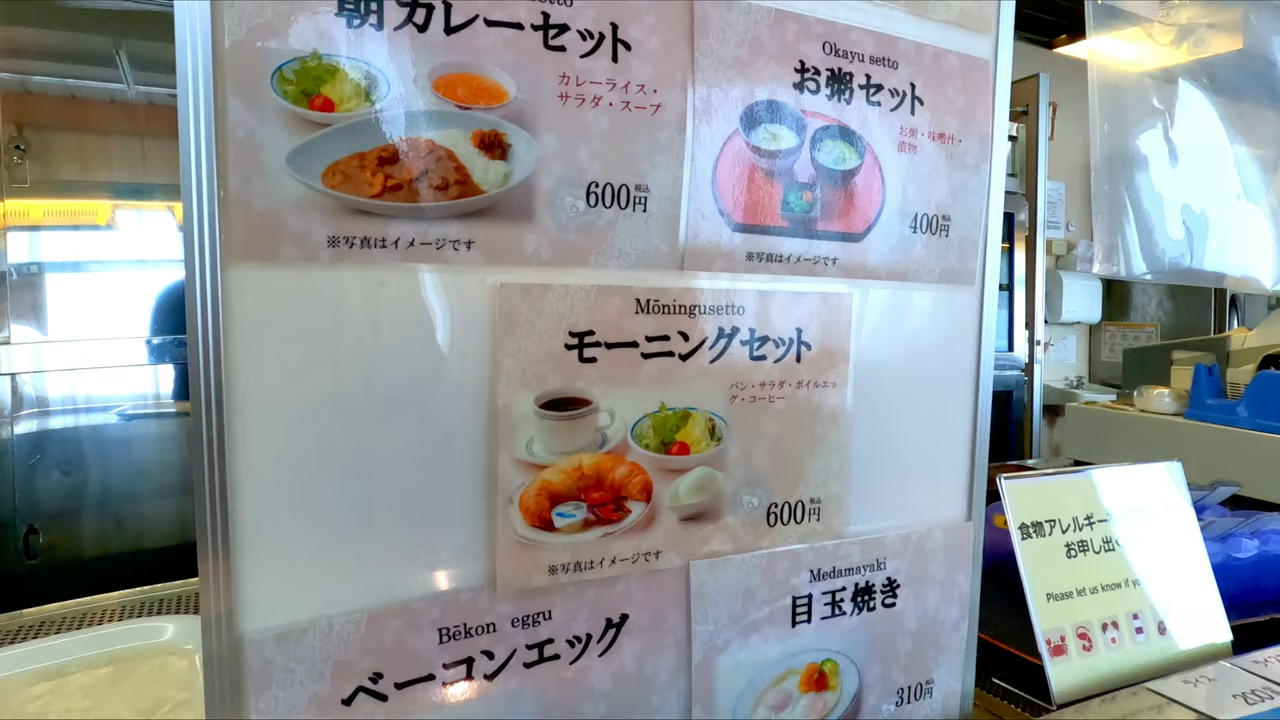 setto
朝カレーセット
カレーライス・
サラダ・スープ
600円
税込
※写真はイメージです
Okayu setto
お粥セット
お粥・味噌汁・
漬物
400円
税込
※写真はイメージです
Mōningusetto
モーニングセット
パン・サラダ・ボイルエッ
グ・コーヒー
600円
税込
※写真はイメージです
Bēkon eggu
ベーコンエッグ
Medamayaki
目玉焼き
310円
税込
食物アレルギー
お申し出
Please let us know if
ライス
200